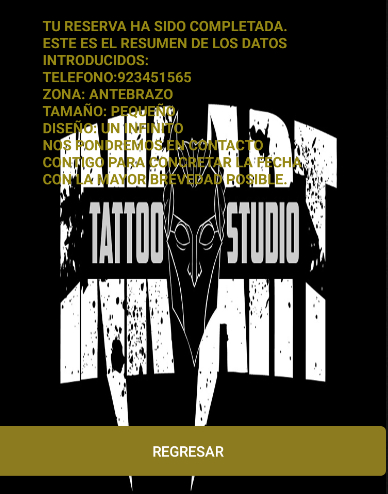 TU RESERVA HA SIDO COMPLETADA.
ESTE ES EL RESUMEN DE LOS DATOS
INTRODUCIDOS:
TELEFONO:923451565
ZONA: ANTEBRAZO
TAMAÑO: PEQUEÑO
DISEÑO: UN INFINITO
NOS PONDREMOS EN CONTACTO
CONTIGO PARA CONCRETAR LA FECHA
CON LA MAYOR BREVEDAD POSIBLE.
TATTOO STUDIO
REGRESAR